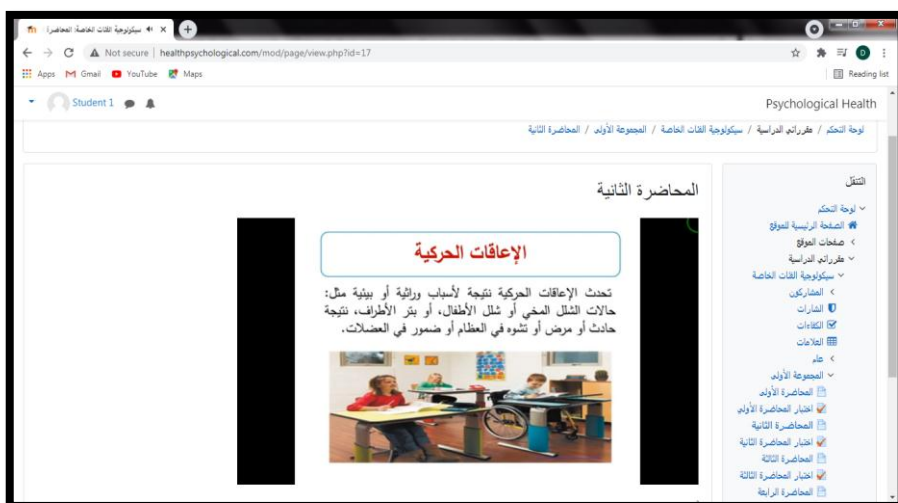 سيكولوجية الفئات الخاصة: المحاضرة
Not secure | healthpsychological.com/mod/page/view.php?id=17
Apps Gmail YouTube Maps
Reading list
Student 1
Psychological Health
لوحة التحكم / مقرراتي الدراسية / سيكولوجية الفئات الخاصة / المجموعة الأولى / المحاضرة الثانية
المحاضرة الثانية
الإعاقات الحركية
تحدث الإعاقات الحركية نتيجة لأسباب وراثية أو بيئية مثل:
حالات الشلل المخي أو شلل الأطفال، أو بتر الأطراف، نتيجة
حادث أو مرض أو تشوه في العظام أو ضمور في العضلات.
التنقل
لوحة التحكم
الصفحة الرئيسية للموقع
صفحات الموقع
مقرراتي الدراسية
سيكولوجية الفئات الخاصة
المشاركون
الشارات
الكفاءات
العلامات
عام
المجموعة الأولى
المحاضرة الأولى
اختبار المحاضرة الأولى
المحاضرة الثانية
اختبار المحاضرة الثانية
المحاضرة الثالثة
اختبار المحاضرة الثالثة
المحاضرة الرابعة